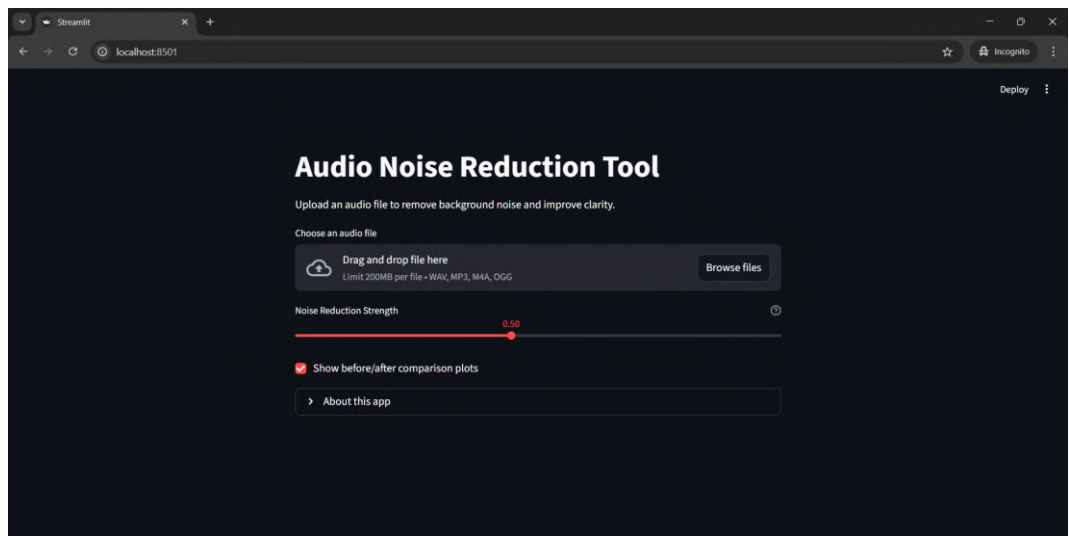 Streamlit
localhost:8501
Incognito
Deploy
Audio Noise Reduction Tool
Upload an audio file to remove background noise and improve clarity.
Choose an audio file
Drag and drop file here
Limit 200MB per file • WAV, MP3, M4A, OGG
Browse files
Noise Reduction Strength
0.50
Show before/after comparison plots
About this app